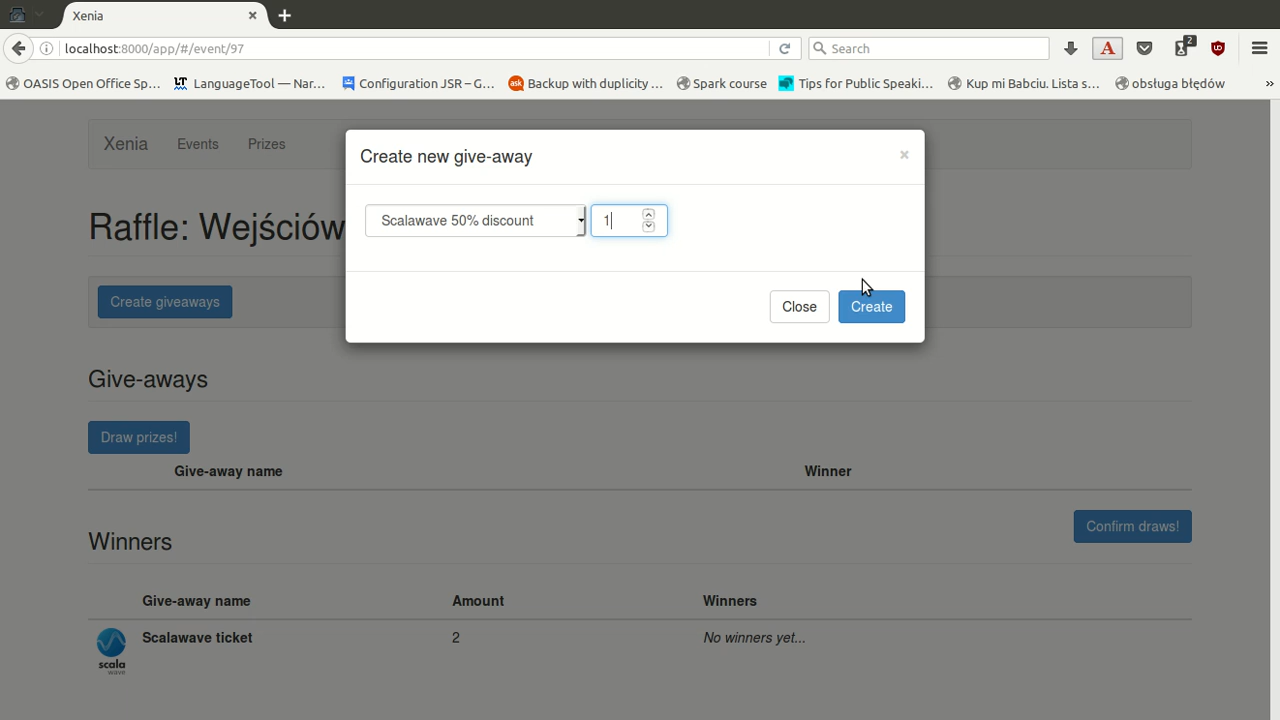 Xenia
localhost:8000/app/#/event/97
Search
2
OASIS Open Office Sp... LanguageTool — Nar... Configuration JSR – G... Backup with duplicity ... Spark course Tips for Public Speaki... Kup mi Babciu. Lista s... obsługa błędów »
Xenia Events Prizes
Create new give-away ×
Raffle: Wejściów
Scalawave 50% discount 1
Create giveaways
Close Create
Give-aways
Draw prizes!
Give-away name Winner
Confirm draws!
Winners
Give-away name Amount Winners
Scalawave ticket 2 No winners yet...
scala
wave